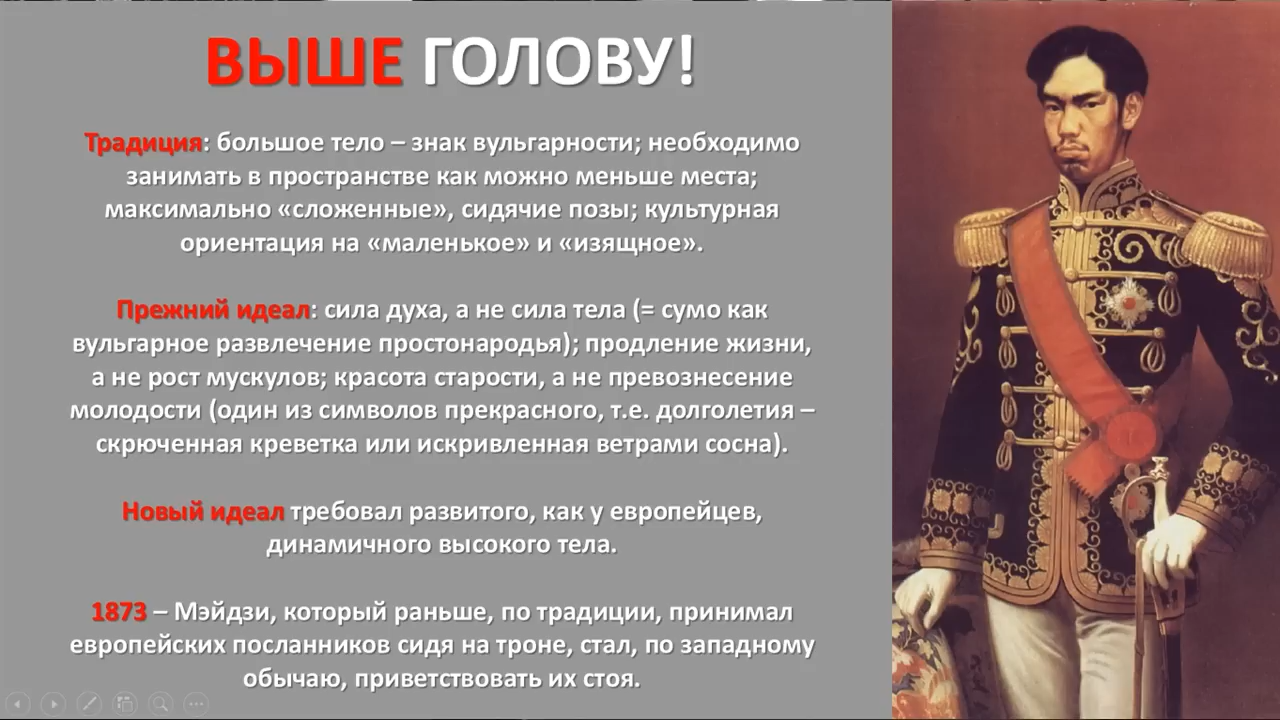 ВЫШЕ ГОЛОВУ!
Традиция: большое тело – знак вульгарности; необходимо
занимать в пространстве как можно меньше места;
максимально «сложенные», сидячие позы; культурная
ориентация на «маленькое» и «изящное».
Прежний идеал: сила духа, а не сила тела (= сумо как
вульгарное развлечение простонародья); продление жизни,
а не рост мускулов; красота старости, а не превознесение
молодости (один из символов прекрасного, т.е. долголетия –
скрюченная креветка или искривленная ветрами сосна).
Новый идеал требовал развитого, как у европейцев,
динамичного высокого тела.
1873 – Мэйдзи, который раньше, по традиции, принимал
европейских посланников сидя на троне, стал, по западному
обычаю, приветствовать их стоя.